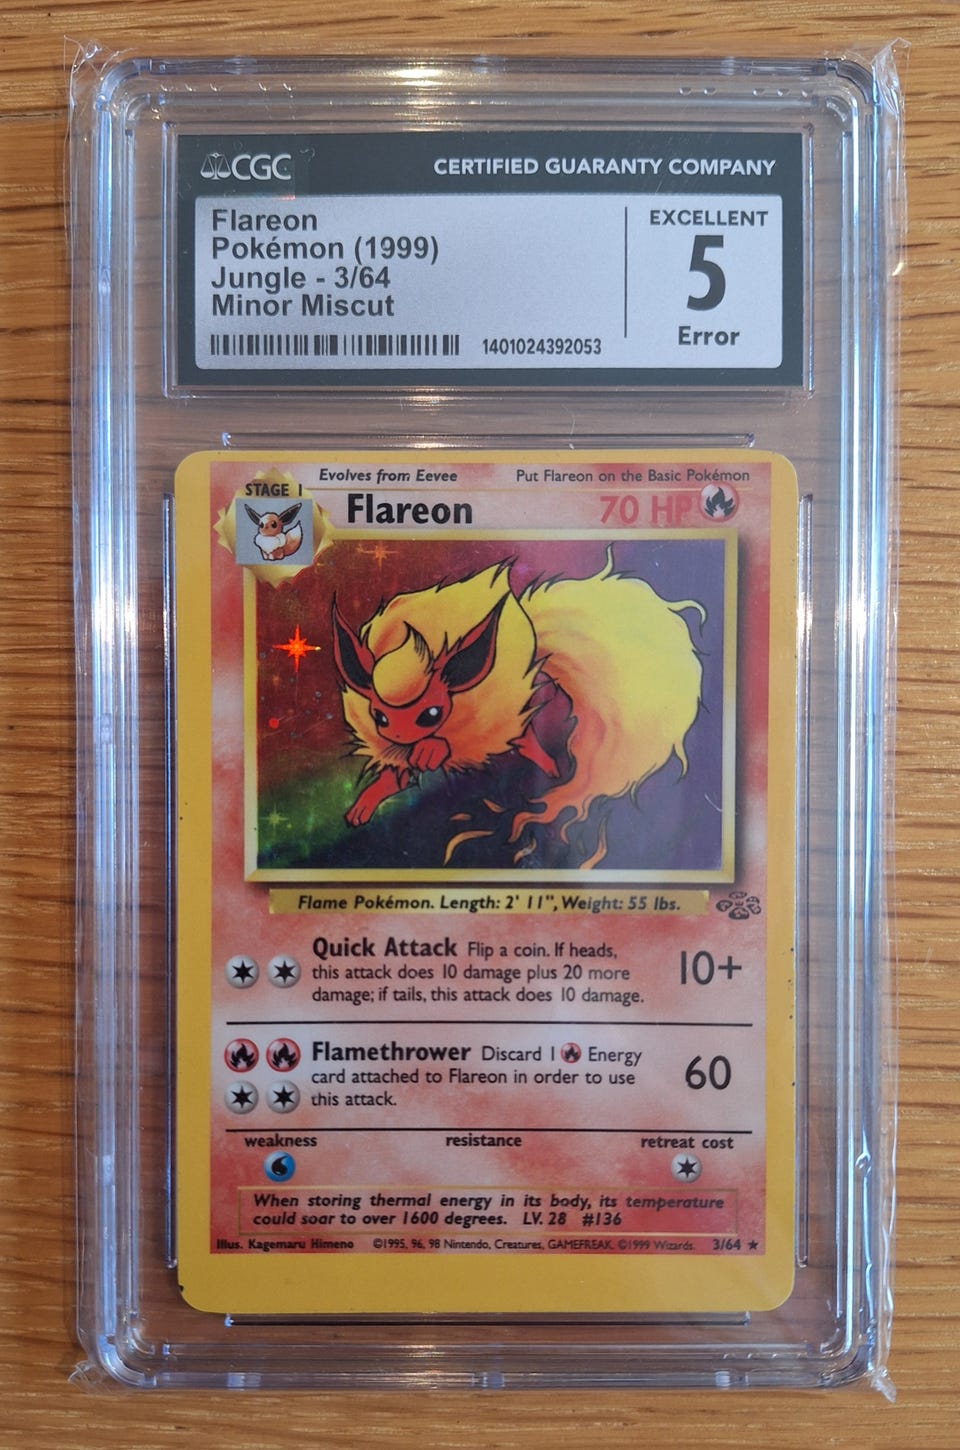 CGC CERTIFIED GUARANTY COMPANY
Flareon
Pokémon (1999)
Jungle - 3/64
Minor Miscut
1401024392053
EXCELLENT
5
Error
Evolves from Eevee Put Flareon on the Basic Pokémon
STAGE 1
Flareon 70 HP
Flame Pokémon. Length: 2' 11", Weight: 55 lbs.
Quick Attack Flip a coin. If heads,
this attack does 10 damage plus 20 more
damage; if tails, this attack does 10 damage.
10+
Flamethrower Discard 1 Energy
card attached to Flareon in order to use
this attack.
60
weakness resistance retreat cost
When storing thermal energy in its body, its temperature
could soar to over 1600 degrees. LV. 28 #136
Illus. Kagemaru Himeno ©1995, 96, 98 Nintendo, Creatures, GAMEFREAK. ©1999 Wizards. 3/64 ★